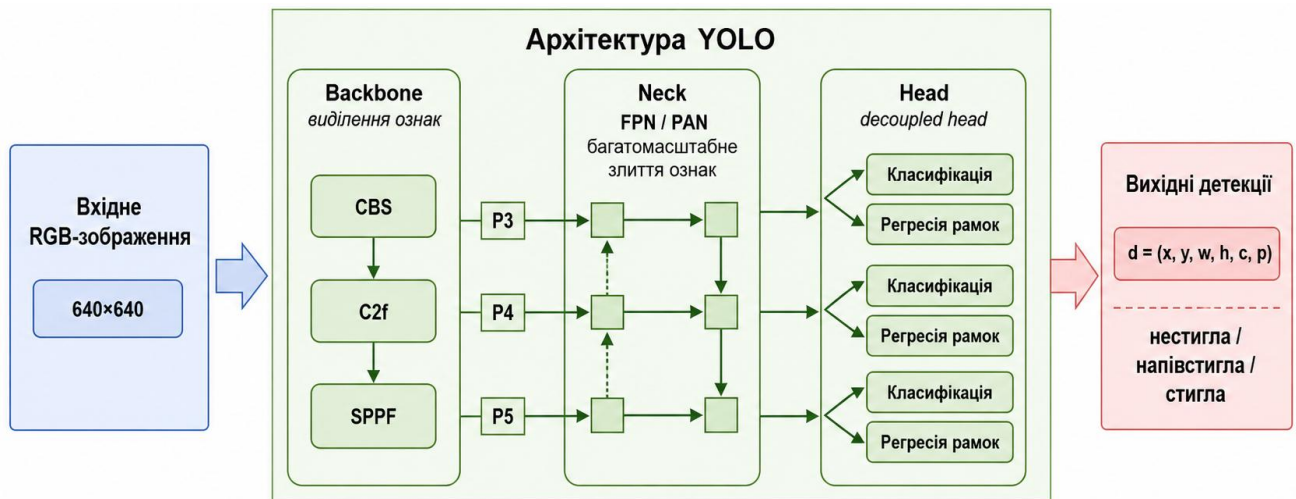 Архітектура YOLO
Вхідне
RGB-зображення
640×640
Backbone
виділення ознак
CBS
C2f
SPPF
P3
P4
P5
Neck
FPN / PAN
багатомасштабне
злиття ознак
Head
decoupled head
Класифікація
Регресія рамок
Класифікація
Регресія рамок
Класифікація
Регресія рамок
Вихідні детекції
d = (x, y, w, h, c, p)
нестигла /
напівстигла /
стигла